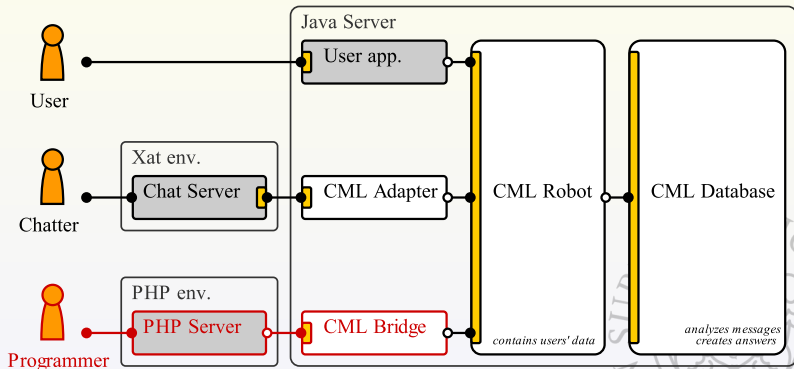 Java Server
User app.
User
Xat env.
Chat Server
CML Adapter
CML Robot
CML Database
Chatter
PHP env.
PHP Server
CML Bridge
contains users' data
analyzes messages
creates answers
Programmer
SUP